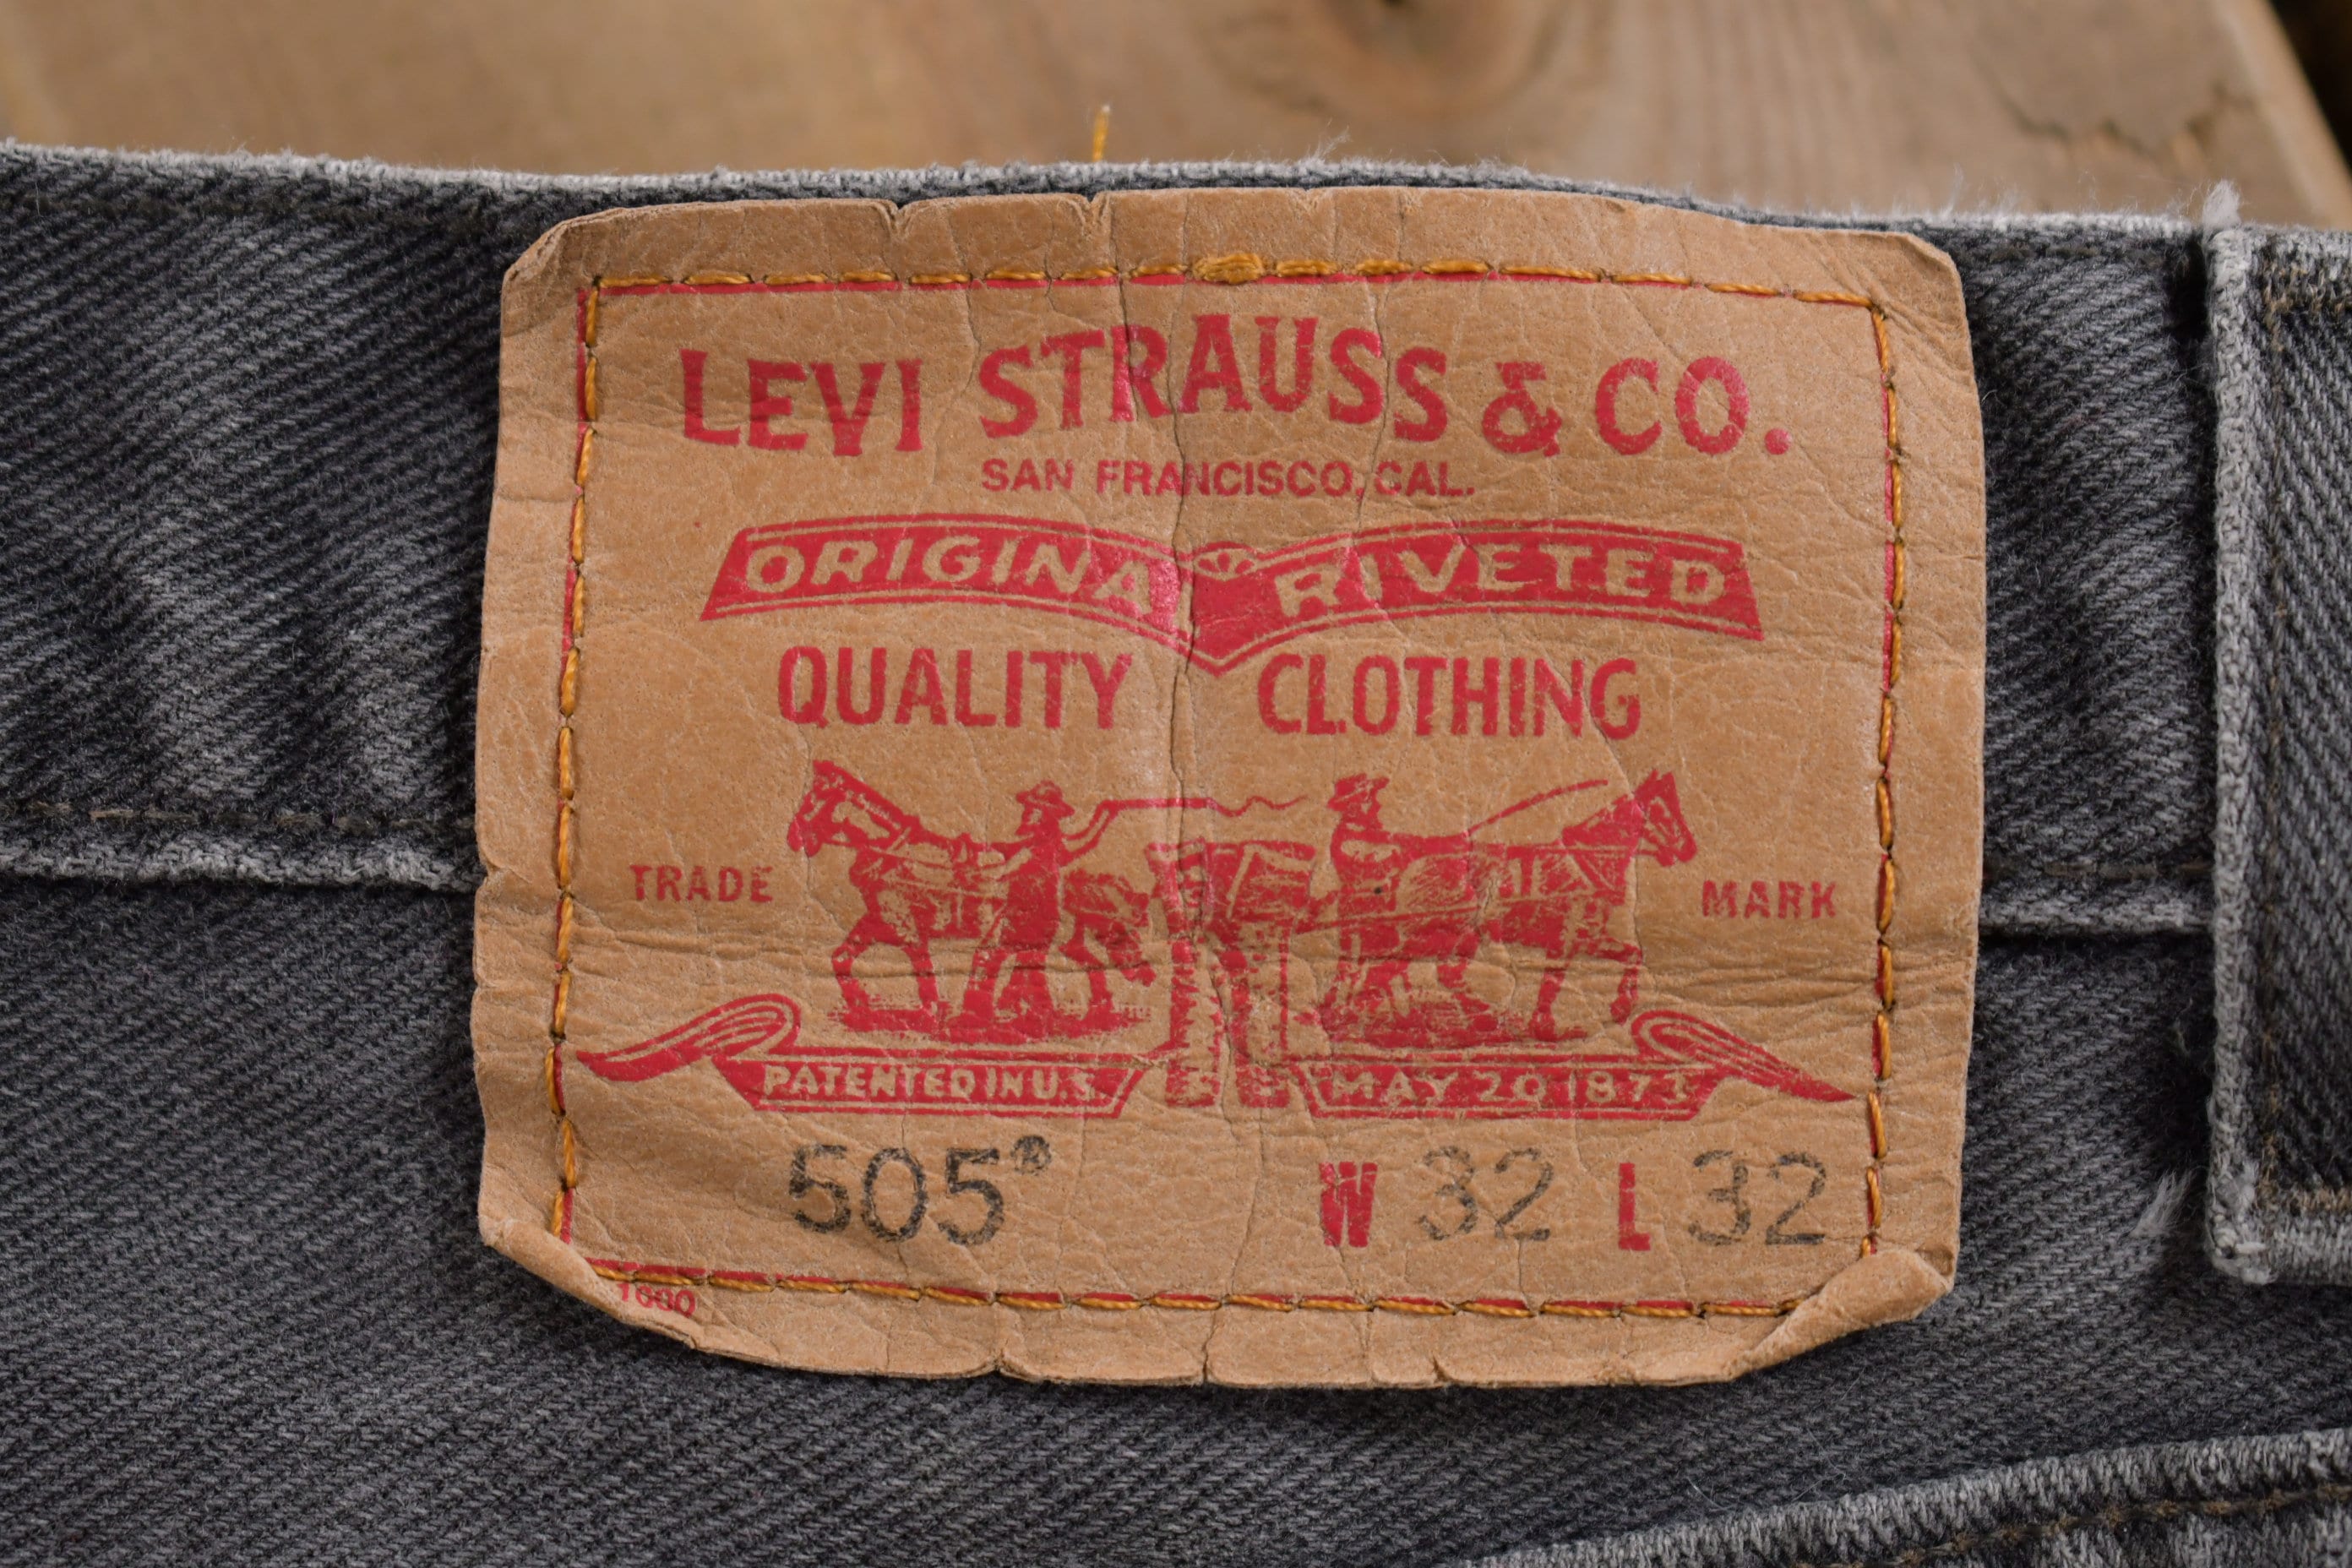 LEVI STRAUSS & CO.
SAN FRANCISCO, CAL.
ORIGINA RIVETED
QUALITY CLOTHING
TRADE MARK
PATENTED IN U.S. MAY 20 1873
505® W 32 L 32